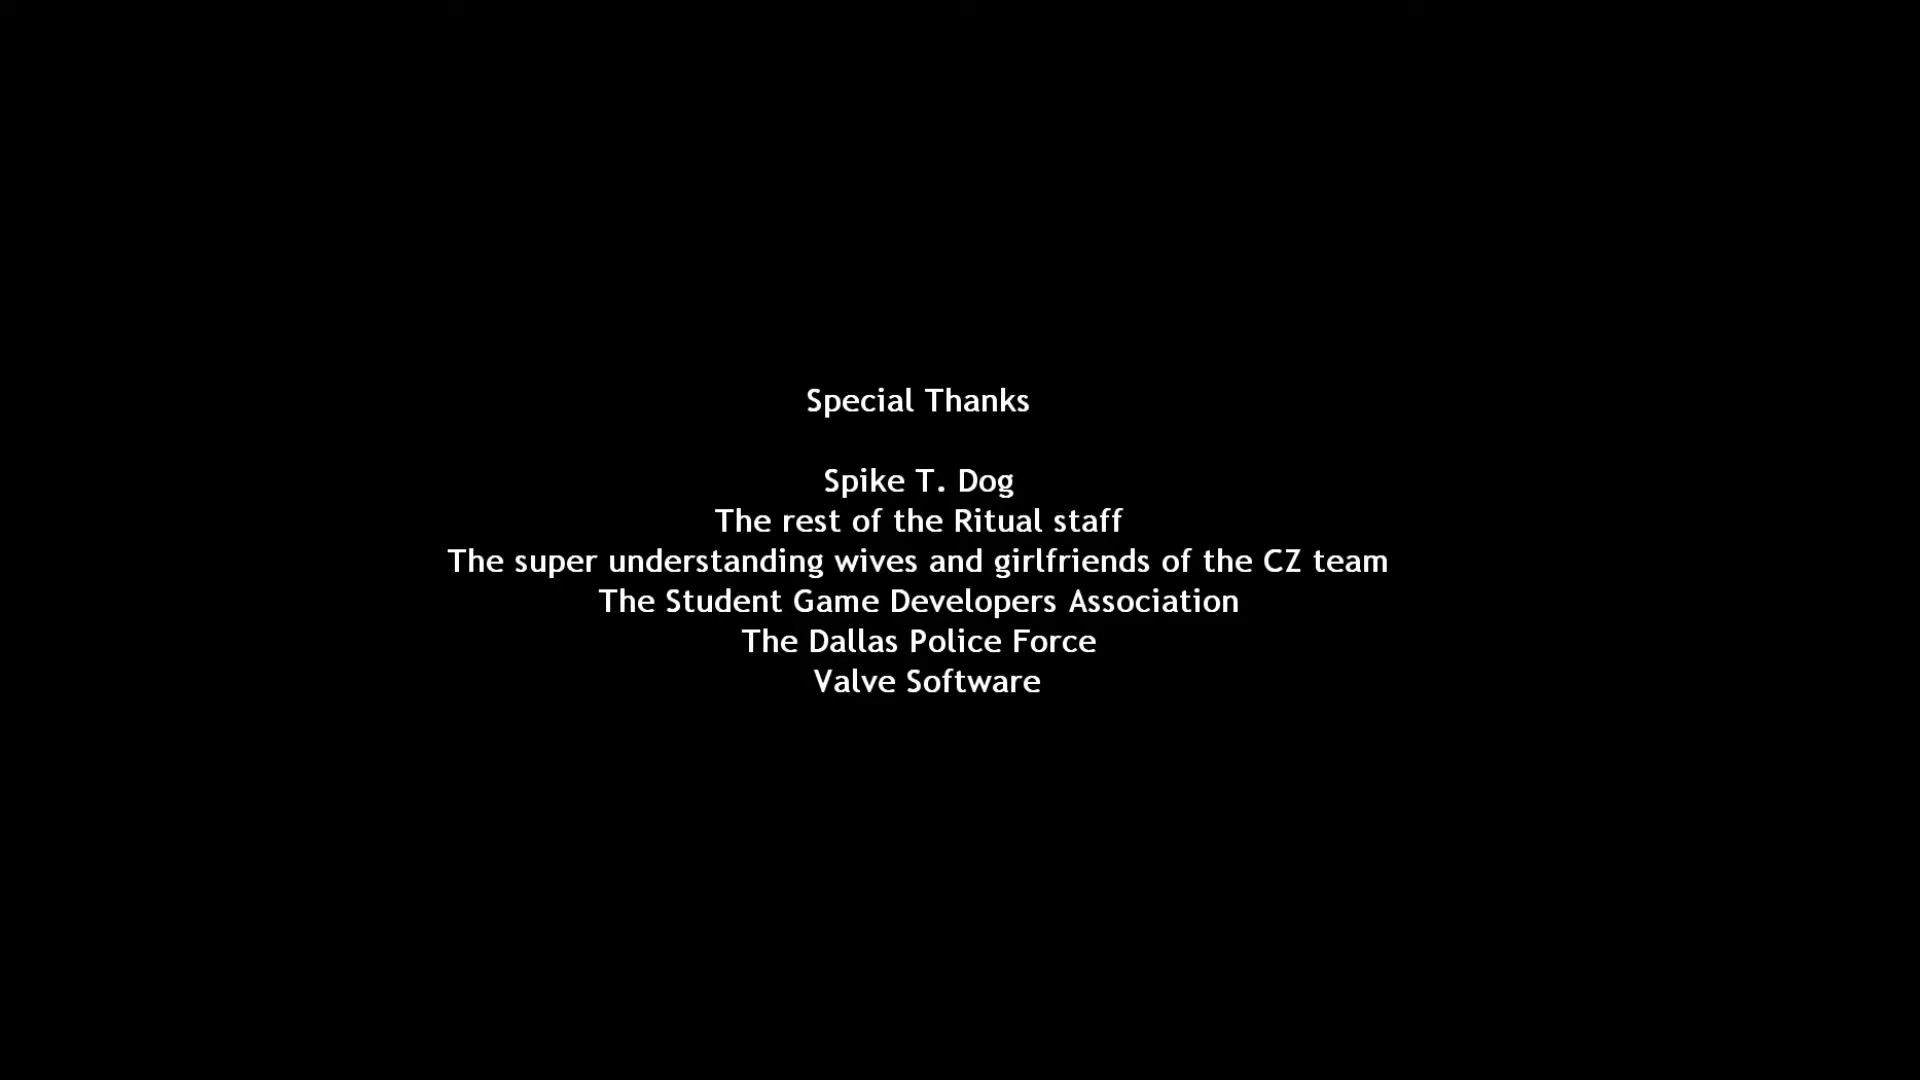 Special Thanks
Spike T. Dog
The rest of the Ritual staff
The super understanding wives and girlfriends of the CZ team
The Student Game Developers Association
The Dallas Police Force
Valve Software